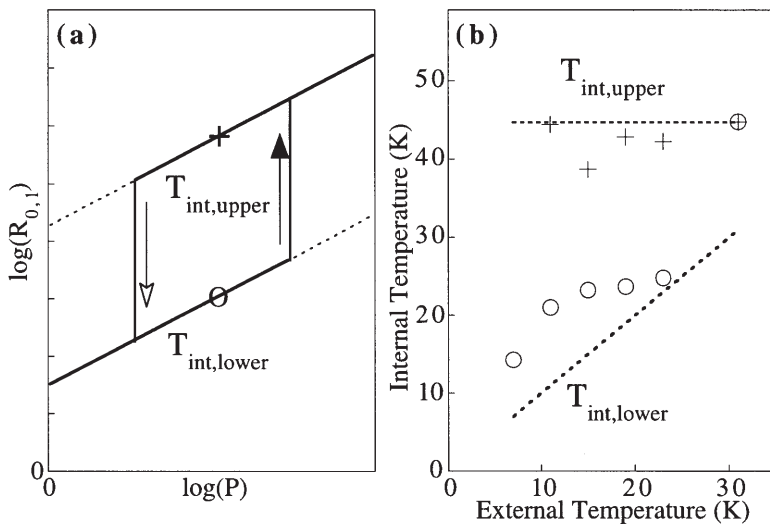 (a)
T_int,upper
T_int,lower
log(R_0,1)
0
0
log(P)
(b)
T_int,upper
T_int,lower
Internal Temperature (K)
50
40
30
20
10
0
0
10
20
30
External Temperature (K)